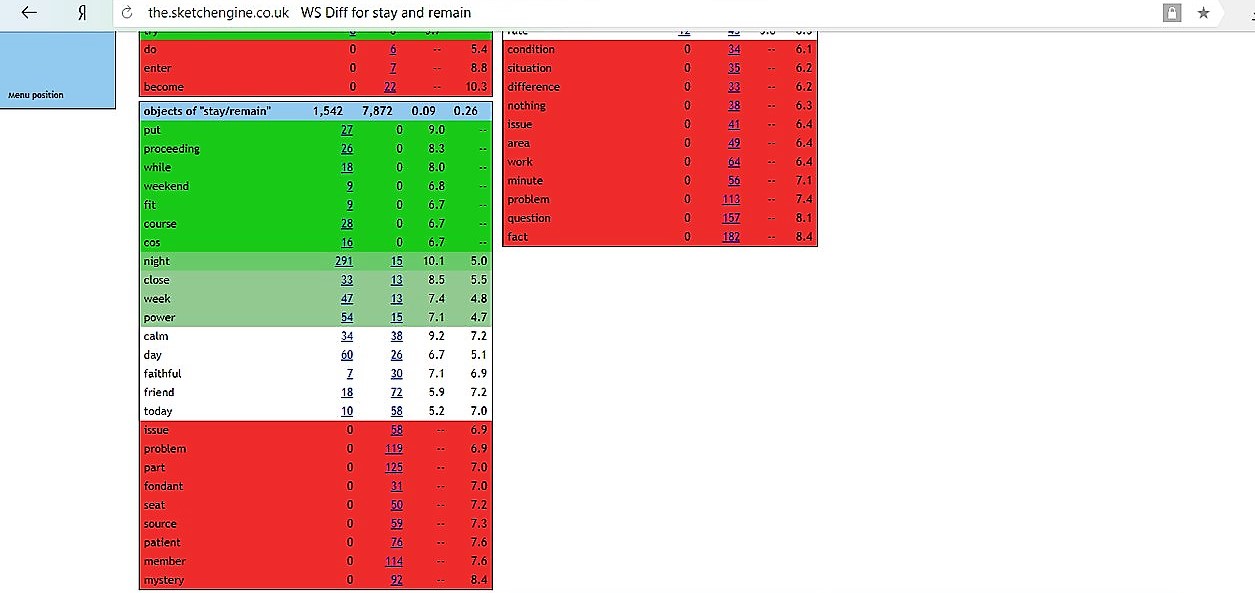 Я the.sketchengine.co.uk WS Diff for stay and remain
Menu position
do 0 6 -- 5.4
enter 0 7 -- 8.8
become 0 22 -- 10.3
objects of "stay/remain" 1,542 7,872 0.09 0.26
put 27 0 9.0 --
proceeding 26 0 8.3 --
while 18 0 8.0 --
weekend 9 0 6.8 --
fit 9 0 6.7 --
course 28 0 6.7 --
cos 16 0 6.7 --
night 291 15 10.1 5.0
close 33 13 8.5 5.5
week 47 13 7.4 4.8
power 54 15 7.1 4.7
calm 34 38 9.2 7.2
day 60 26 6.7 5.1
faithful 7 30 7.1 6.9
friend 18 72 5.9 7.2
today 10 58 5.2 7.0
issue 0 58 -- 6.9
problem 0 119 -- 6.9
part 0 125 -- 7.0
fondant 0 31 -- 7.0
seat 0 50 -- 7.2
source 0 59 -- 7.3
patient 0 76 -- 7.6
member 0 114 -- 7.6
mystery 0 92 -- 8.4
condition 0 34 -- 6.1
situation 0 35 -- 6.2
difference 0 33 -- 6.2
nothing 0 38 -- 6.3
issue 0 41 -- 6.4
area 0 49 -- 6.4
work 0 64 -- 6.4
minute 0 56 -- 7.1
problem 0 113 -- 7.4
question 0 157 -- 8.1
fact 0 182 -- 8.4